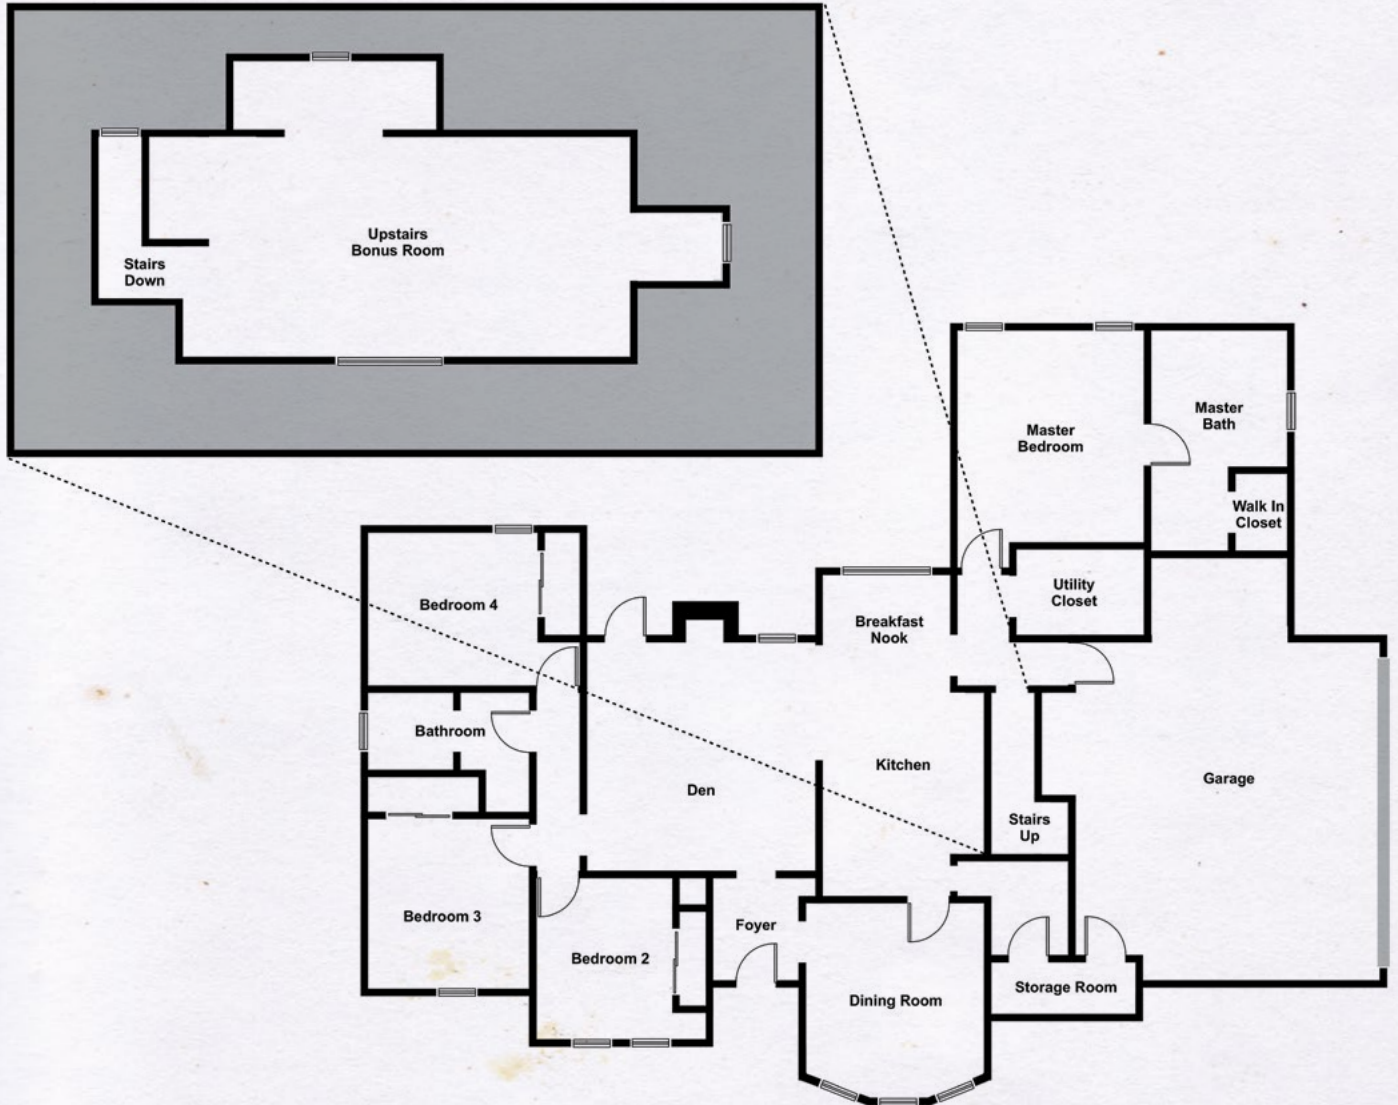 Upstairs
Bonus Room
Stairs
Down
Master
Bedroom
Master
Bath
Walk In
Closet
Utility
Closet
Bedroom 4
Breakfast
Nook
Bathroom
Kitchen
Den
Garage
Stairs
Up
Bedroom 3
Foyer
Bedroom 2
Dining Room
Storage Room